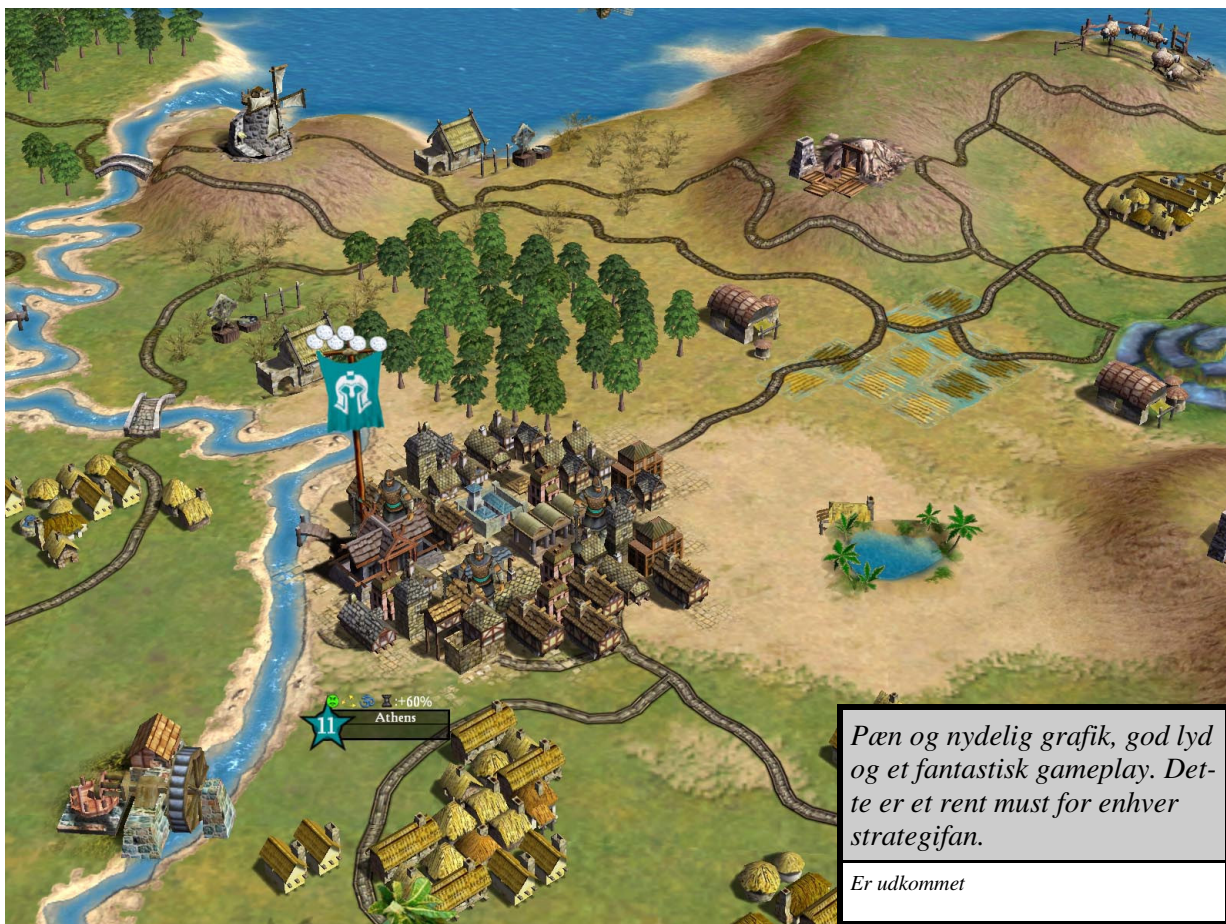 :+60%
11
Athens
Pæn og nydelig grafik, god lyd
og et fantastisk gameplay. Det-
te er et rent must for enhver
strategifan.
Er udkommet